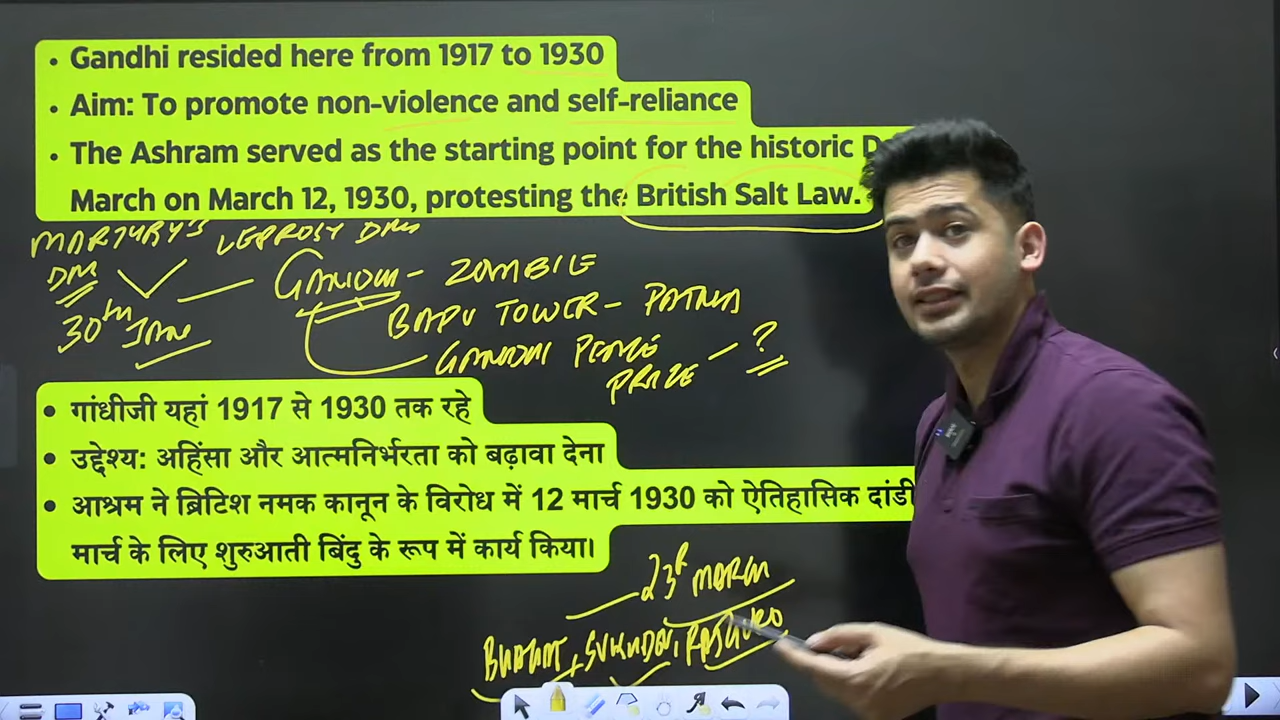 • Gandhi resided here from 1917 to 1930
• Aim: To promote non-violence and self-reliance
• The Ashram served as the starting point for the historic D
March on March 12, 1930, protesting the British Salt Law.
LEPROSY
30th JAN
GANDHI - ZOMBIE
BAPU TOWER - PATNA
GANDHI PEACE
PRIZE - ?
• गांधीजी यहां 1917 से 1930 तक रहे
• उद्देश्य: अहिंसा और आत्मनिर्भरता को बढ़ावा देना
• आश्रम ने ब्रिटिश नमक कानून के विरोध में 12 मार्च 1930 को ऐतिहासिक दांडी
मार्च के लिए शुरुआती बिंदु के रूप में कार्य किया।
23rd MARCH
BHAGAT, SUKHDEV, RAJGURU